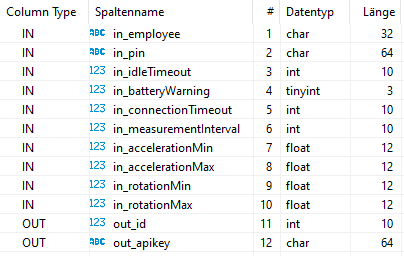 Column Type Spaltenname # Datentyp Länge
IN ABC in_employee 1 char 32
IN ABC in_pin 2 char 64
IN 123 in_idleTimeout 3 int 10
IN 123 in_batteryWarning 4 tinyint 3
IN 123 in_connectionTimeout 5 int 10
IN 123 in_measurementInterval 6 int 10
IN 123 in_accelerationMin 7 float 12
IN 123 in_accelerationMax 8 float 12
IN 123 in_rotationMin 9 float 12
IN 123 in_rotationMax 10 float 12
OUT 123 out_id 11 int 10
OUT ABC out_apikey 12 char 64